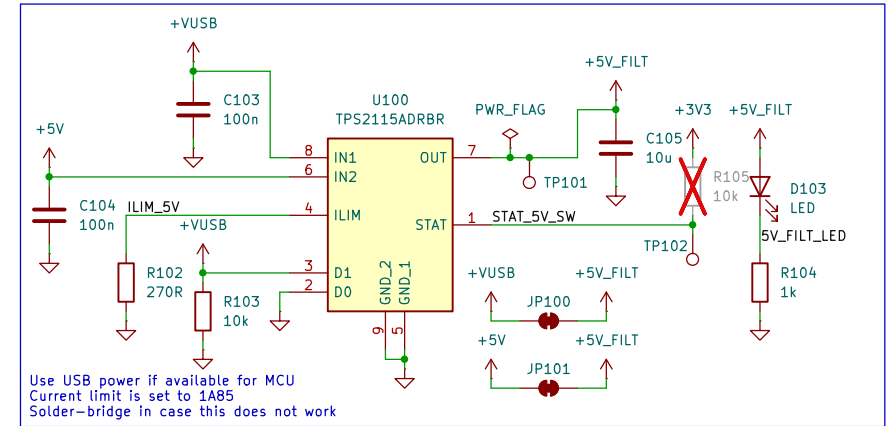 +VUSB
+5V_FILT
U100
TPS2115ADRBR
PWR_FLAG
+3V3
+5V_FILT
C103
100n
+5V
8
IN1
OUT
7
C105
10u
6
IN2
R105
10k
TP101
D103
LED
C104
100n
ILIM_5V
4
ILIM
STAT
1
STAT_5V_SW
+VUSB
TP102
5V_FILT_LED
R102
270R
3
D1
2
D0
GND_2
GND_1
R103
10k
+VUSB
+5V_FILT
R104
1k
JP100
9
5
+5V
+5V_FILT
JP101
Use USB power if available for MCU
Current limit is set to 1A85
Solder-bridge in case this does not work